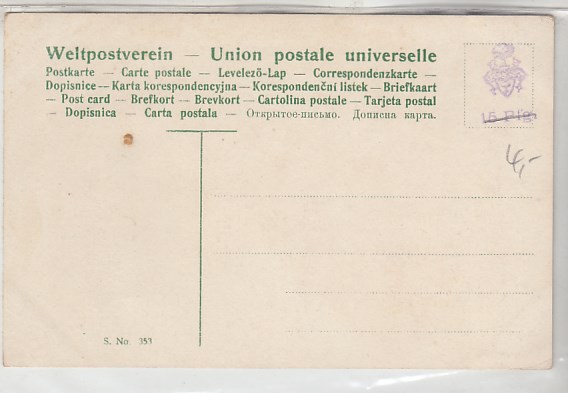 Weltpostverein — Union postale universelle
Postkarte — Carte postale — Levelező-Lap — Correspondenzkarte —
Dopisnice — Karta korespondencyjna — Korespondenční listek — Briefkaart
— Post card — Brefkort — Brevkort — Cartolina postale — Tarjeta postal
— Dopisnica — Carta postala — Открытое-письмо. Дописна карта.
15 Pfg.
4,-
S. No 353